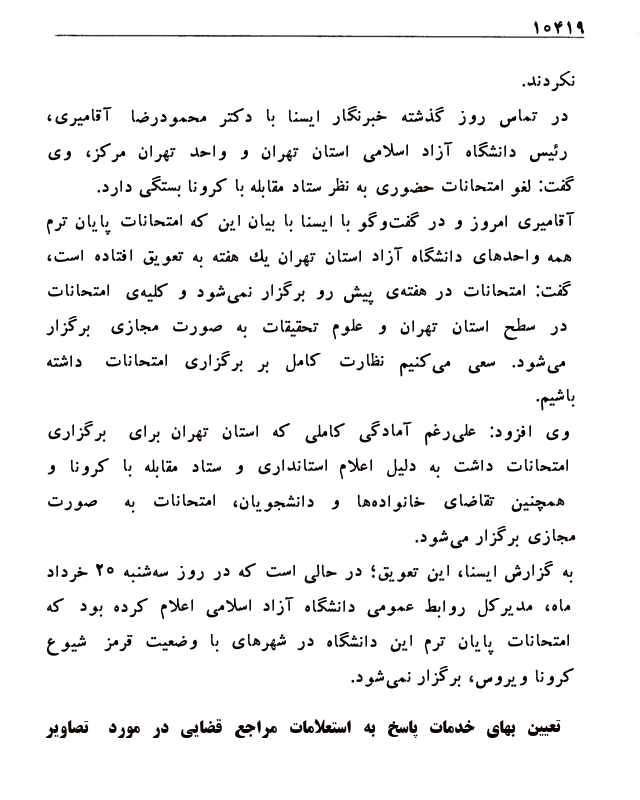 ۱۰۴۱۹
نکردند.
در تماس روز گذشته خبرنگار ایسنا با دکتر محمودرضا آقامیری،
رئیس دانشگاه آزاد اسلامی استان تهران و واحد تهران مرکز، وی
گفت: لغو امتحانات حضوری به نظر ستاد مقابله با کرونا بستگی دارد.
آقامیری امروز و در گفت‌وگو با ایسنا با بیان این که امتحانات پایان ترم
همه واحدهای دانشگاه آزاد استان تهران یك هفته به تعویق افتاده است،
گفت: امتحانات در هفته‌ی پیش رو برگزار نمی‌شود و کلیه‌ی امتحانات
در سطح استان تهران و علوم تحقیقات به صورت مجازی برگزار
می‌شود. سعی می‌کنیم نظارت کامل بر برگزاری امتحانات داشته
باشیم.
وی افزود: علی‌رغم آمادگی کاملی که استان تهران برای برگزاری
امتحانات داشت به دلیل اعلام استانداری و ستاد مقابله با کرونا و
همچنین تقاضای خانواده‌ها و دانشجویان، امتحانات به صورت
مجازی برگزار می‌شود.
به گزارش ایسنا، این تعویق؛ در حالی است که در روز سه‌شنبه ۲۰ خرداد
ماه، مدیرکل روابط عمومی دانشگاه آزاد اسلامی اعلام کرده بود که
امتحانات پایان ترم این دانشگاه در شهرهای با وضعیت قرمز شیوع
کرونا ویروس، برگزار نمی‌شود.
تعیین بهای خدمات پاسخ به استعلامات مراجع قضایی در مورد تصاویر